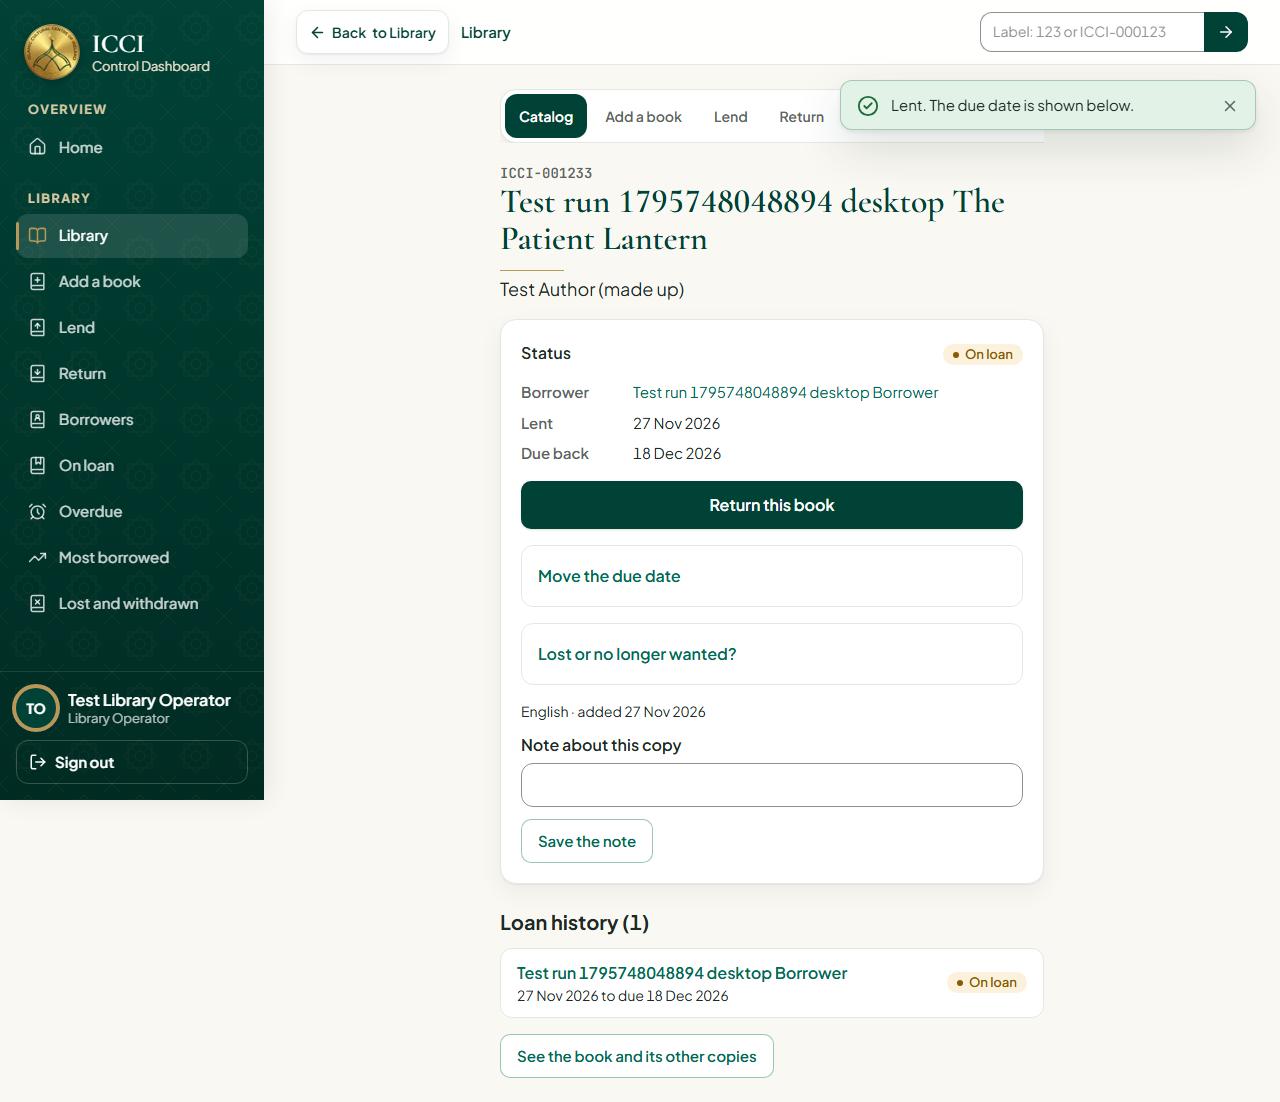 ICCI
Control Dashboard
OVERVIEW
Home
LIBRARY
Library
Add a book
Lend
Return
Borrowers
On loan
Overdue
Most borrowed
Lost and withdrawn
TO
Test Library Operator
Library Operator
Sign out
Back to Library
Library
Label: 123 or ICCI-000123
Lent. The due date is shown below.
Catalog
Add a book
Lend
Return
ICCI-001233
Test run 1795748048894 desktop The
Patient Lantern
Test Author (made up)
Status
On loan
Borrower
Test run 1795748048894 desktop Borrower
Lent
27 Nov 2026
Due back
18 Dec 2026
Return this book
Move the due date
Lost or no longer wanted?
English · added 27 Nov 2026
Note about this copy
Save the note
Loan history (1)
Test run 1795748048894 desktop Borrower
27 Nov 2026 to due 18 Dec 2026
On loan
See the book and its other copies